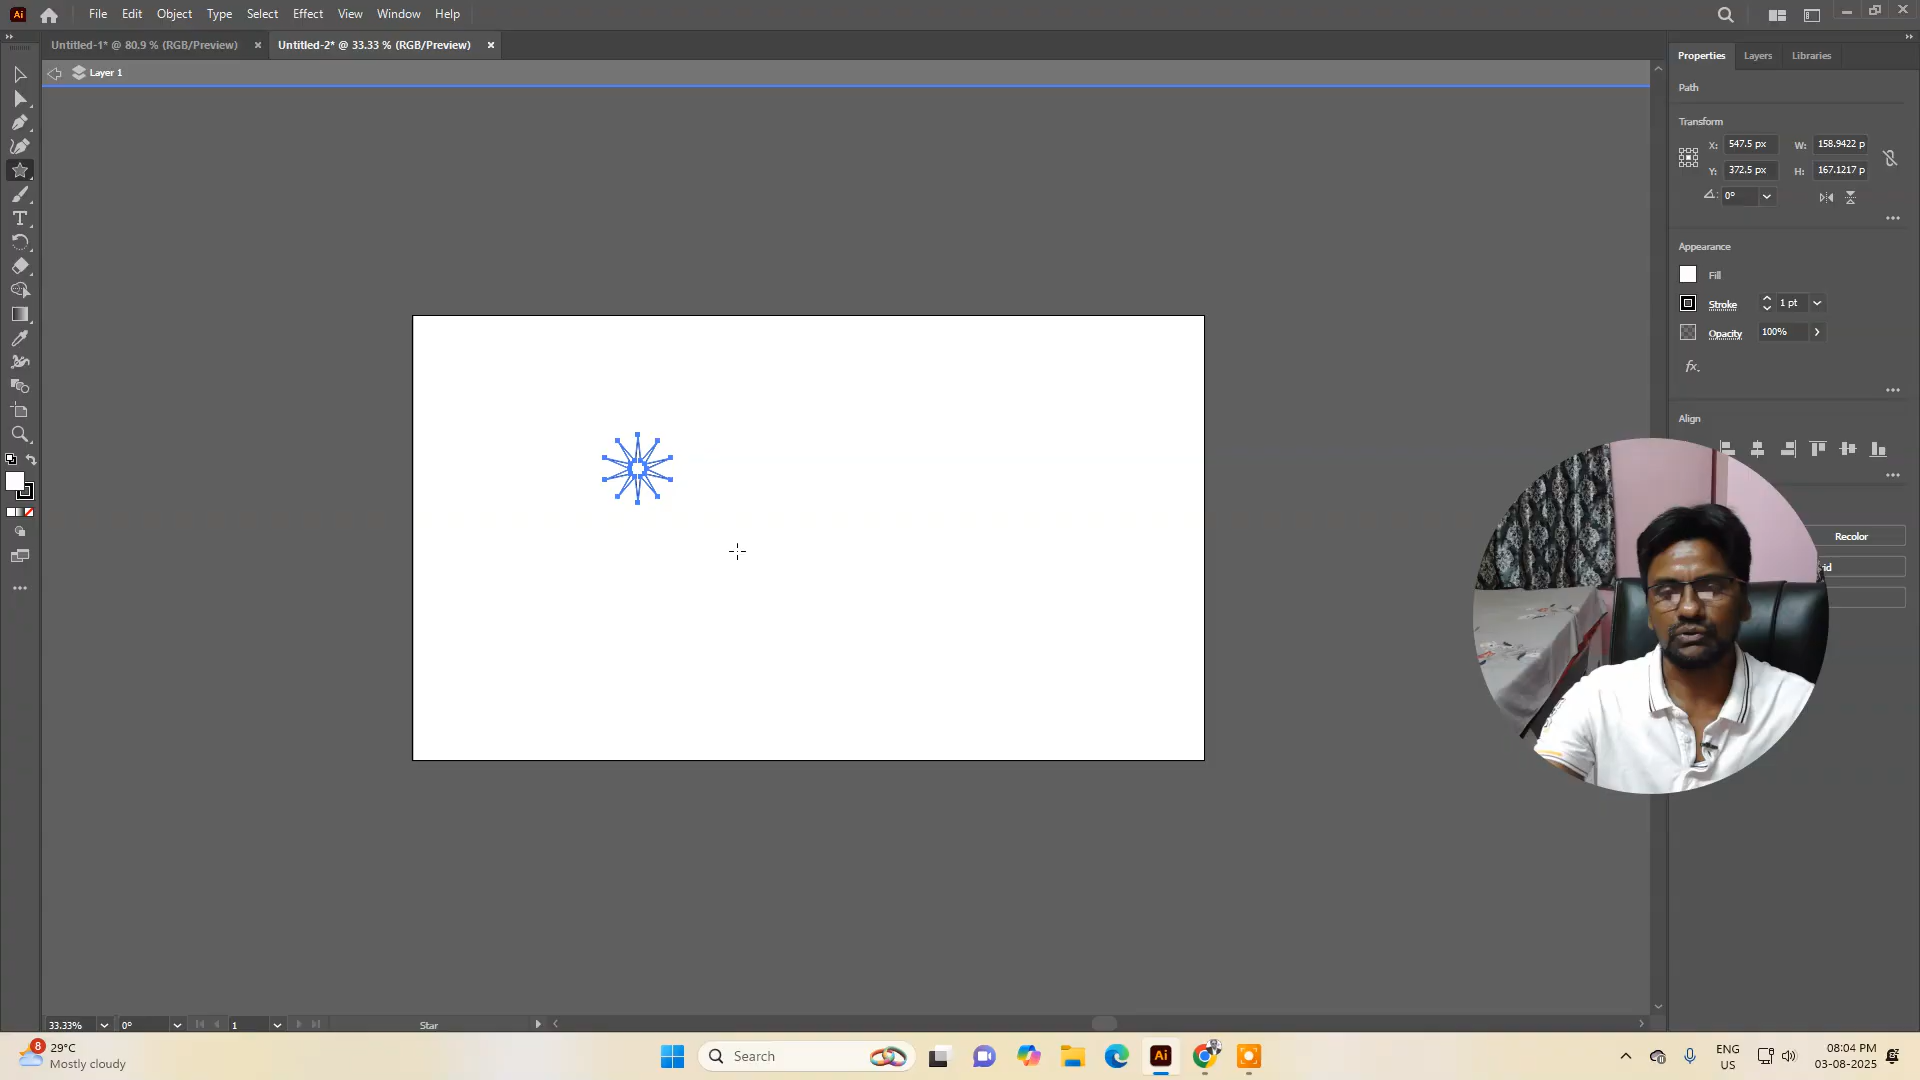 Ai File Edit Object Type Select Effect View Window Help
Untitled-1* @ 80.9 % (RGB/Preview) × Untitled-2* @ 33.33 % (RGB/Preview) ×
Layer 1
Properties Layers Libraries
Path
Transform
X: 547.5 px W: 158.9422 p
Y: 372.5 px H: 167.1217 p
0°
Appearance
Fill
Stroke 1 pt
Opacity 100%
fx.
Align
Recolor
id
33.33% 0° 1 Star
8 29°C
Mostly cloudy
Search
Ai
ENG
US
08:04 PM
03-08-2025